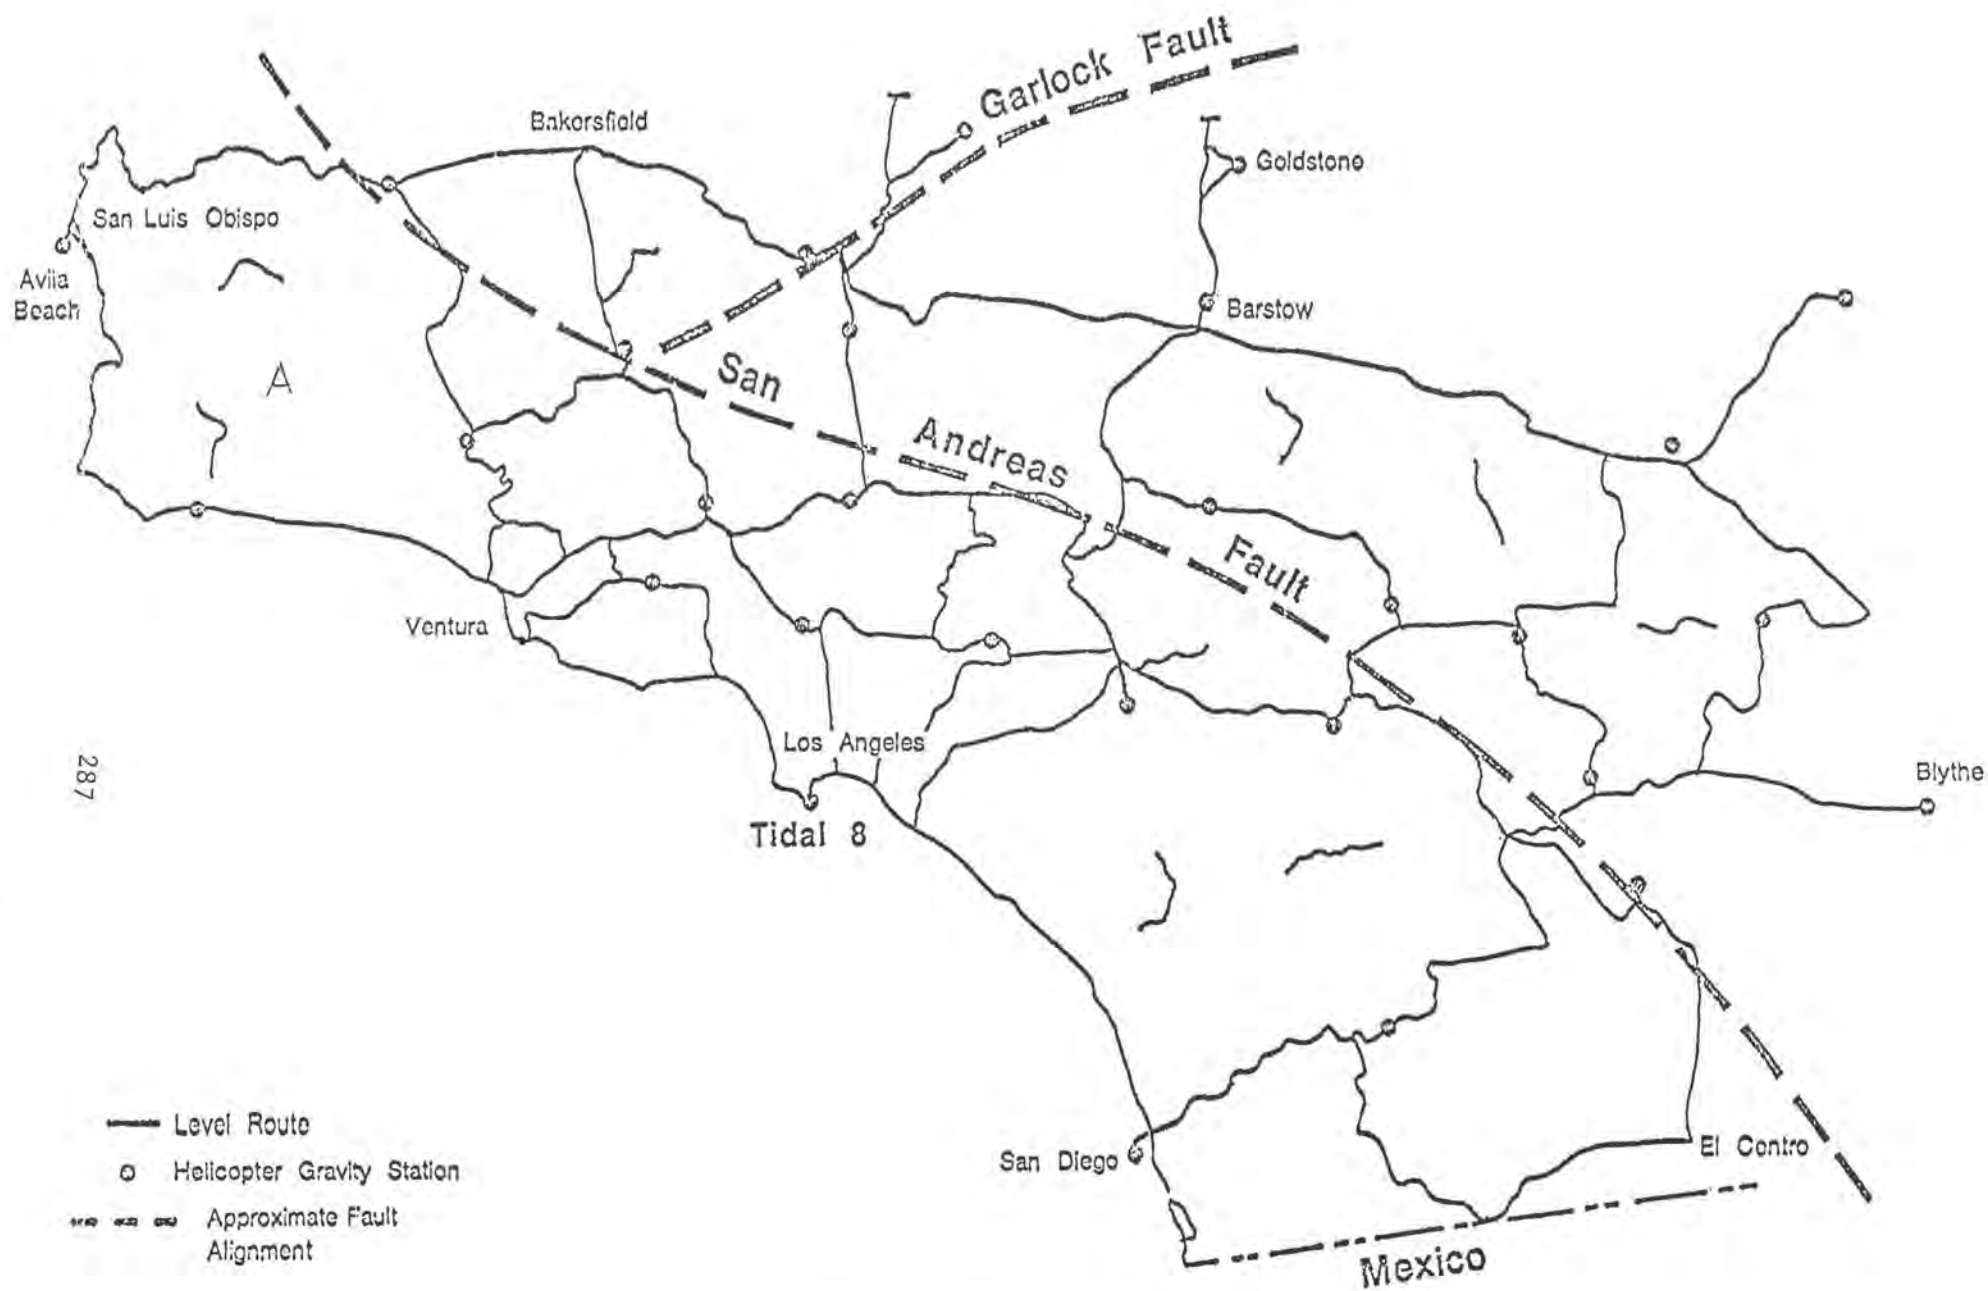 Garlock Fault
Bakersfield
Goldstone
San Luis Obispo
Avila
Beach
Barstow
A
San
Andreas
Fault
Ventura
Los Angeles
Blythe
287
Tidal 8
Level Route
San Diego
El Centro
Helicopter Gravity Station
Approximate Fault
Alignment
Mexico